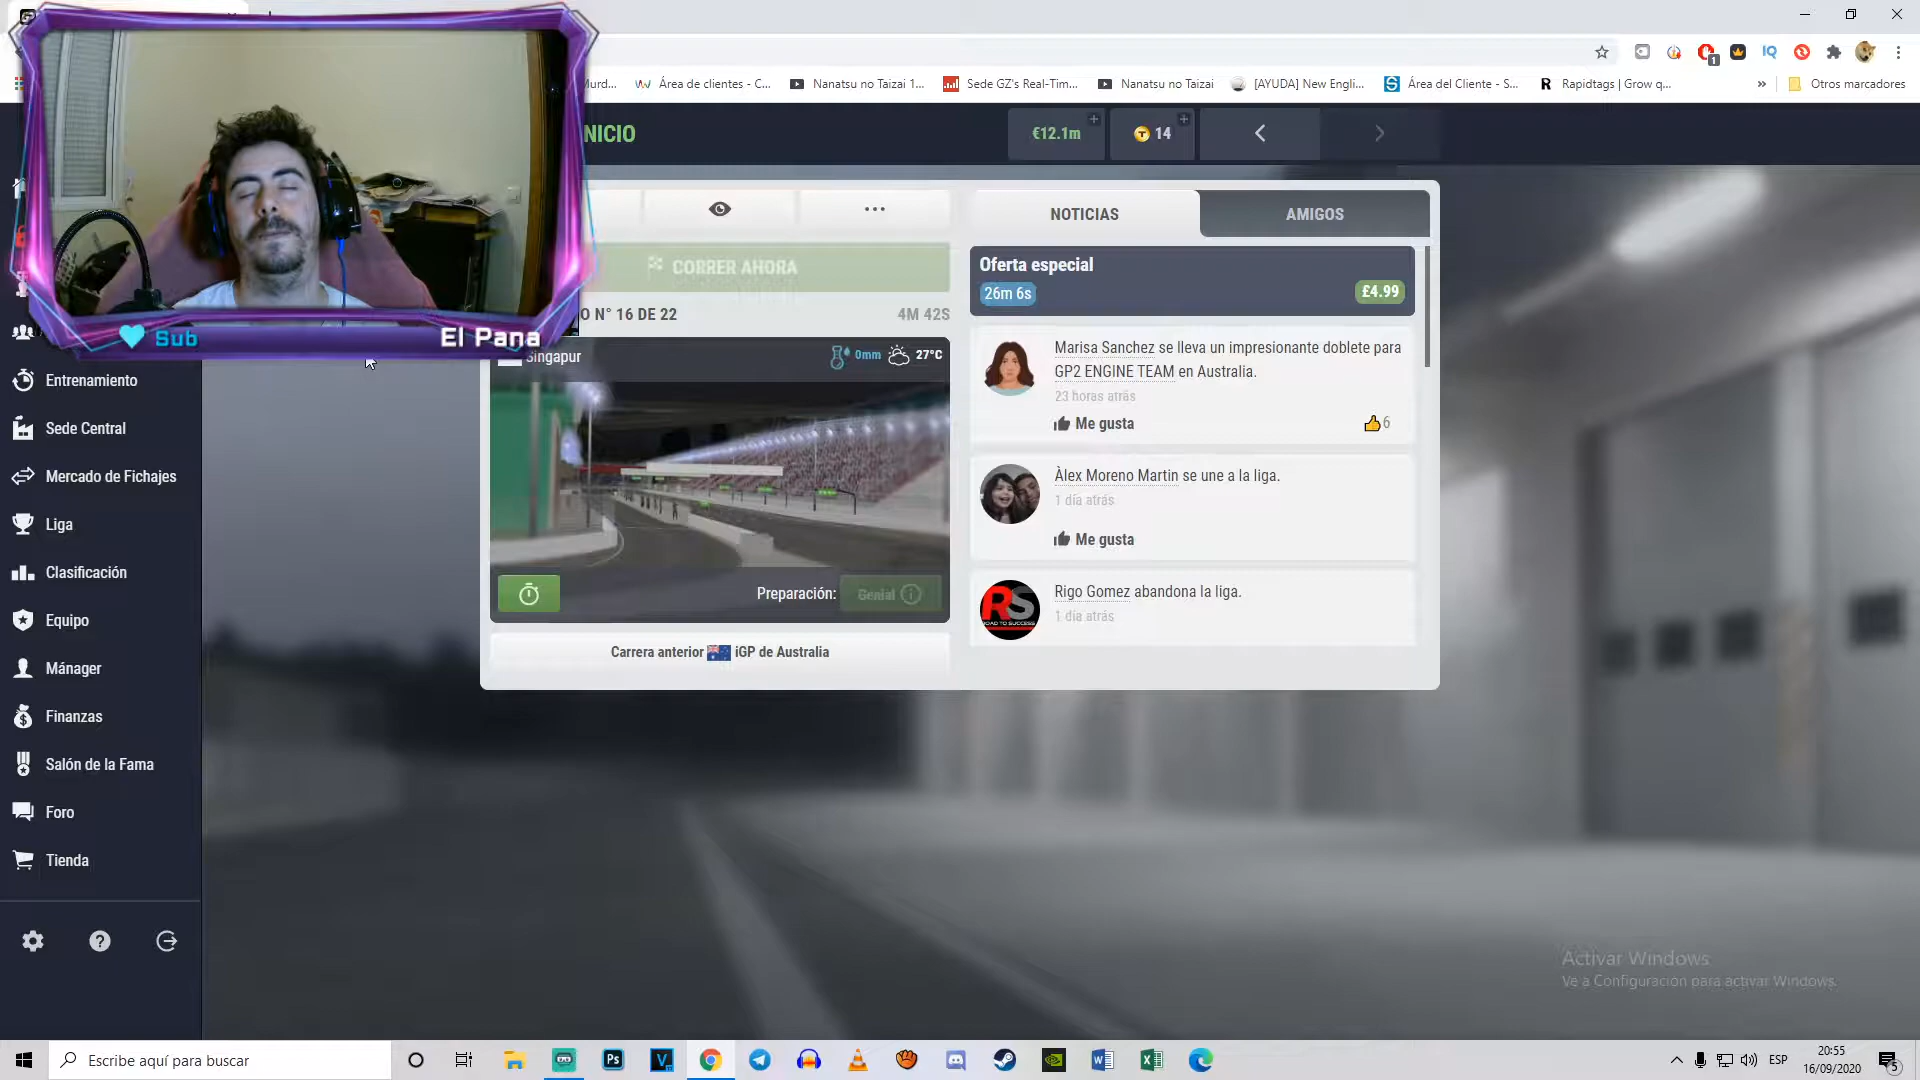 Murd...
Área de clientes - C...
Nanatsu no Taizai 1...
Sede GZ's Real-Tim...
Nanatsu no Taizai
[AYUDA] New Engli...
Área del Cliente - S...
Rapidtags | Grow q...
»
Otros marcadores
NICIO
€12.1m
14
Sub
El Pana
CORRER AHORA
O N° 16 DE 22
4M 42S
Singapur
0mm
27°C
Preparación:
Genial
Carrera anterior iGP de Australia
NOTICIAS
AMIGOS
Oferta especial
26m 6s
£4.99
Marisa Sanchez se lleva un impresionante doblete para
GP2 ENGINE TEAM en Australia.
23 horas atrás
Me gusta
6
Àlex Moreno Martin se une a la liga.
1 día atrás
Me gusta
RS
ROAD TO SUCCESS
Rigo Gomez abandona la liga.
1 día atrás
Entrenamiento
Sede Central
Mercado de Fichajes
Liga
Clasificación
Equipo
Mánager
Finanzas
Salón de la Fama
Foro
Tienda
Activar Windows
Ve a Configuración para activar Windows.
Escribe aquí para buscar
ESP
20:55
16/09/2020
5